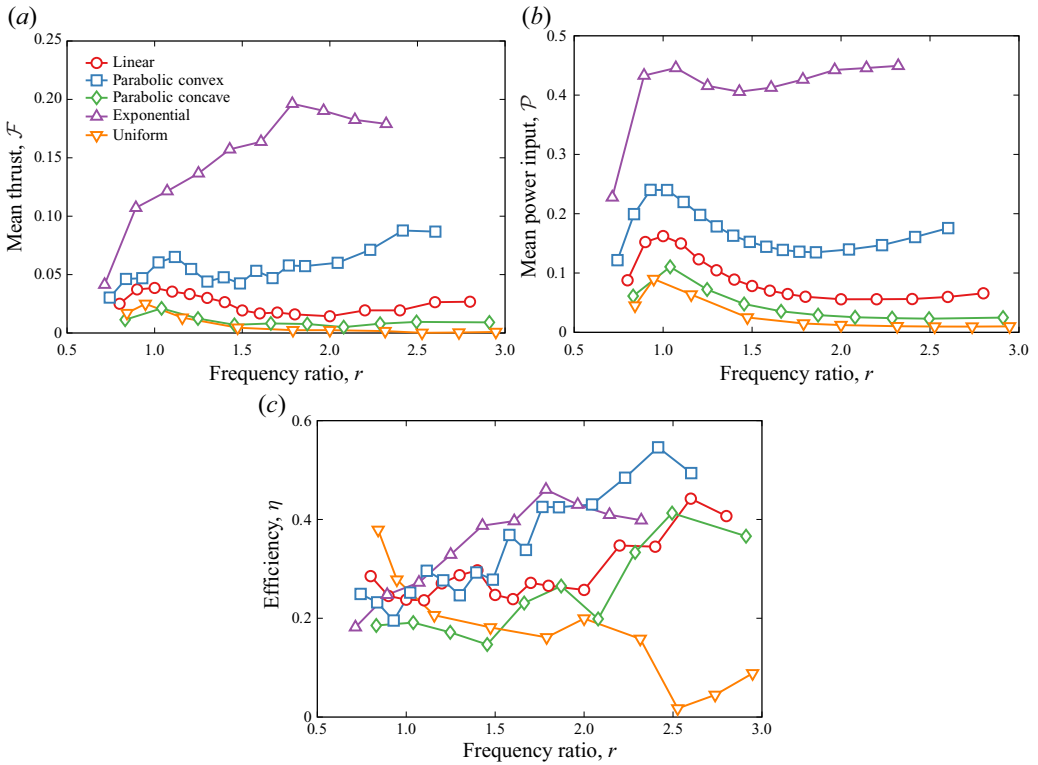 (a)
0.25
0.20
0.15
0.10
0.05
0
Mean thrust, ℱ
Linear
Parabolic convex
Parabolic concave
Exponential
Uniform
0.5 1.0 1.5 2.0 2.5 3.0
Frequency ratio, r
(b)
0.5
0.4
0.3
0.2
0.1
0
Mean power input, 𝒫
0.5 1.0 1.5 2.0 2.5 3.0
Frequency ratio, r
(c)
0.6
0.4
0.2
0
Efficiency, η
0.5 1.0 1.5 2.0 2.5 3.0
Frequency ratio, r